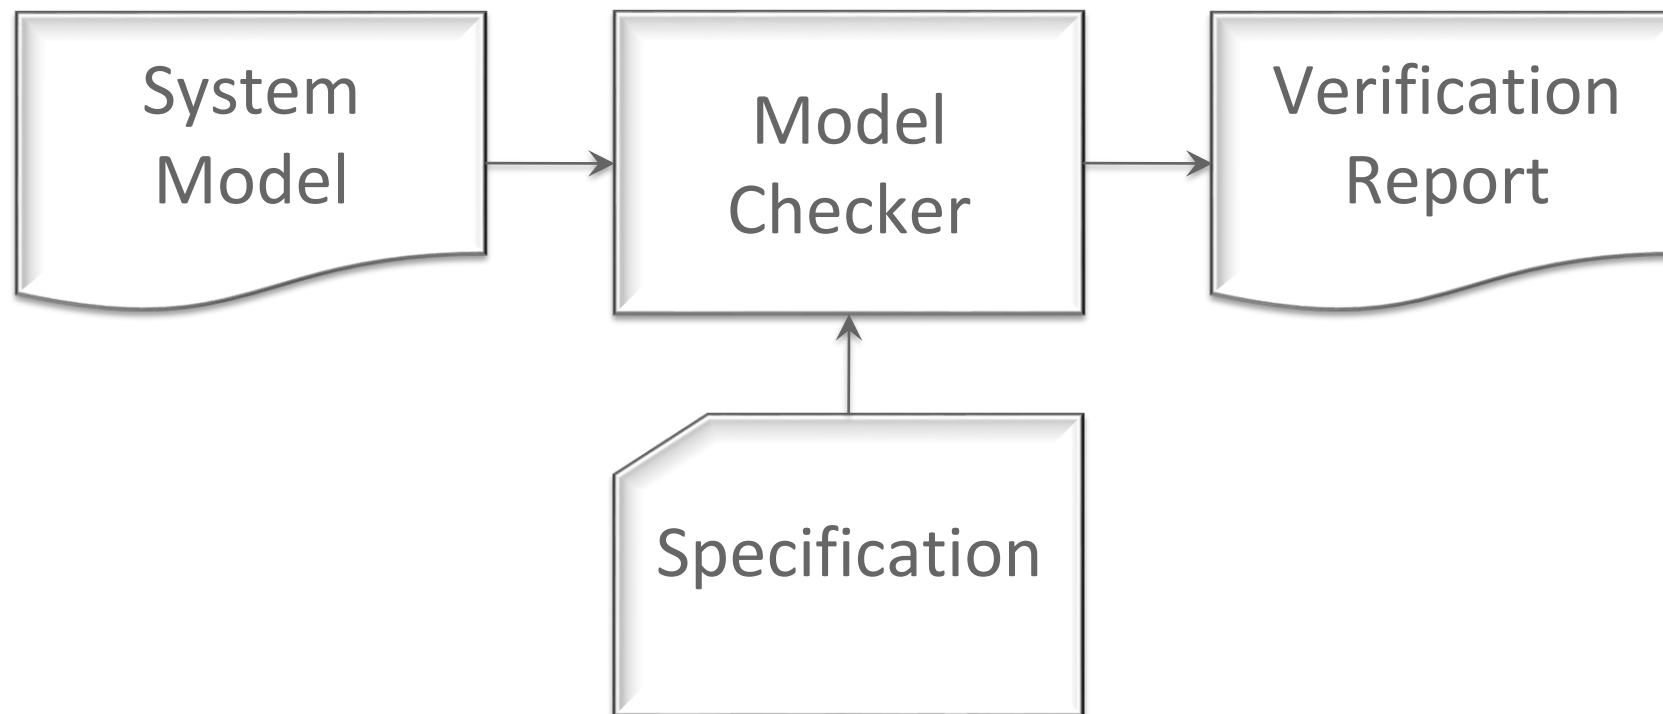 System
Model
Model
Checker
Verification
Report
Specification